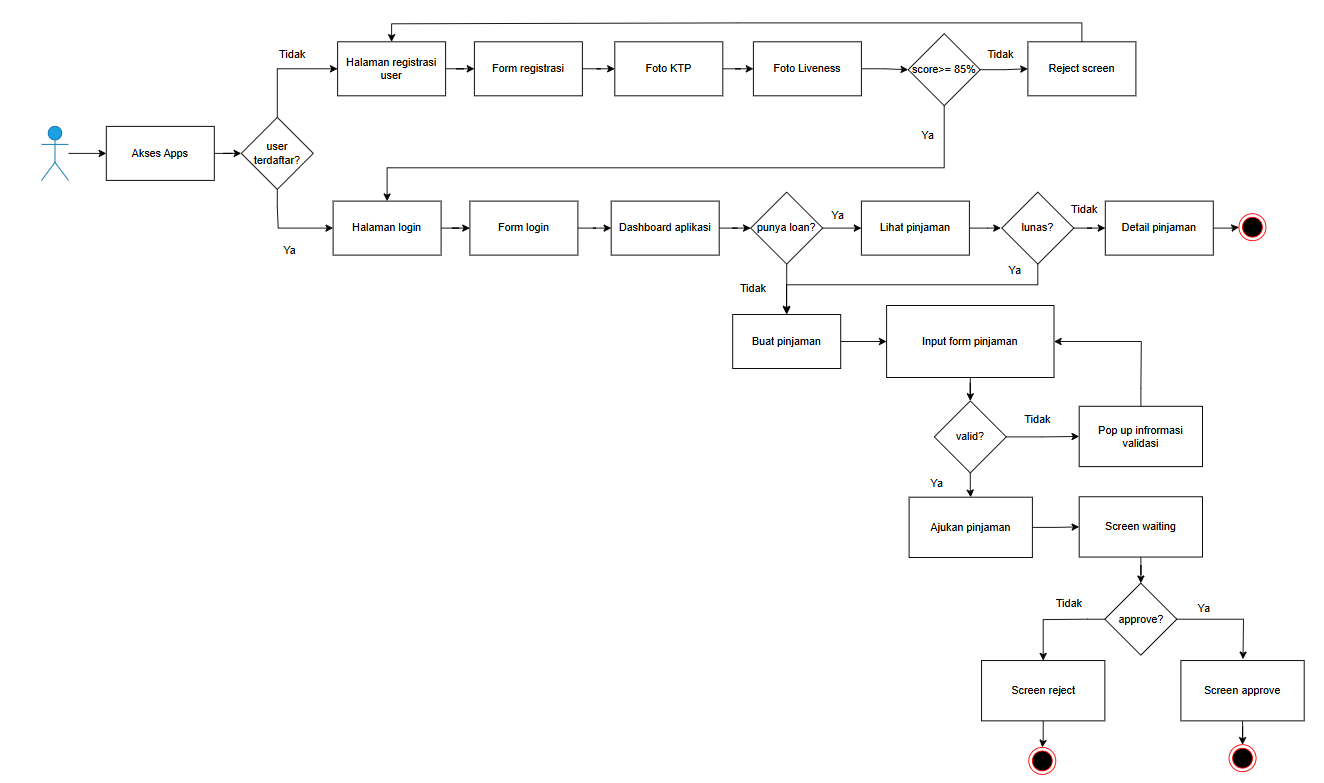 Tidak
Halaman registrasi
user
Form registrasi
Foto KTP
Foto Liveness
score>= 85%
Tidak
Reject screen
Akses Apps
user
terdaftar?
Ya
Ya
Halaman login
Form login
Dashboard aplikasi
punya loan?
Ya
Lihat pinjaman
lunas?
Tidak
Detail pinjaman
Tidak
Ya
Buat pinjaman
Input form pinjaman
valid?
Tidak
Pop up infrormasi
validasi
Ya
Ajukan pinjaman
Screen waiting
Tidak
approve?
Ya
Screen reject
Screen approve